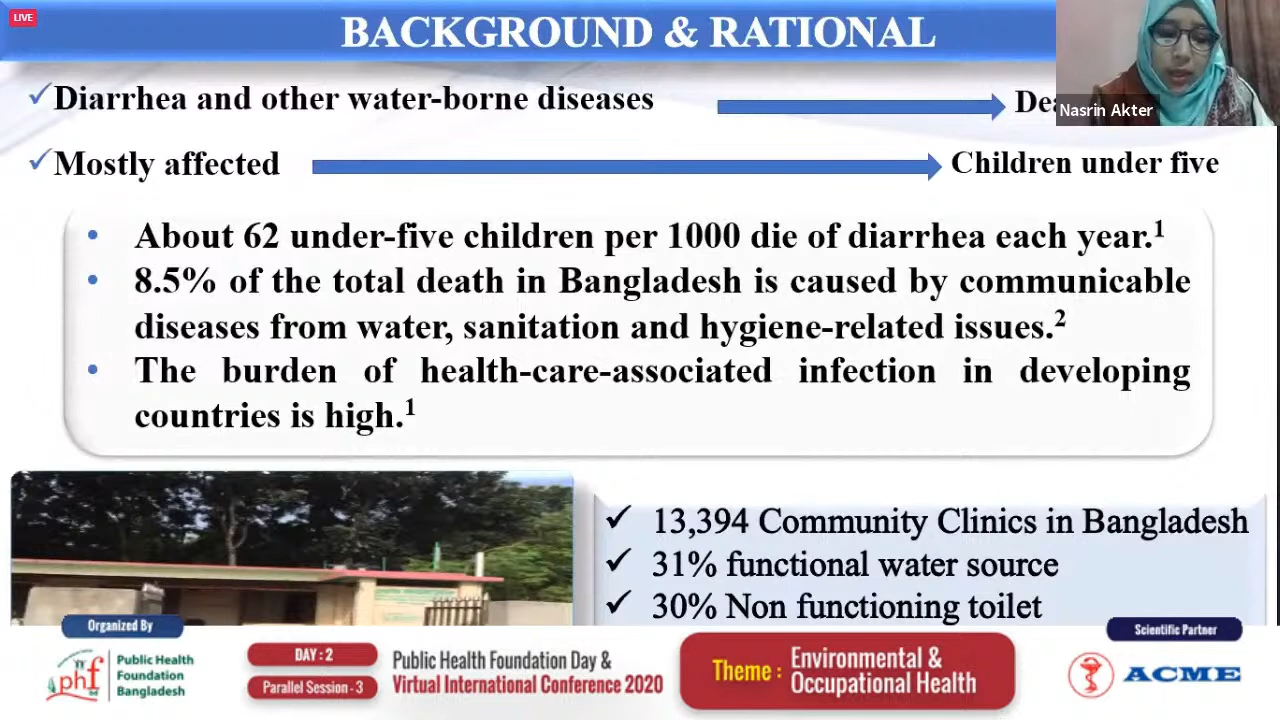 LIVE
BACKGROUND & RATIONAL
✓Diarrhea and other water-borne diseases
Nasrin Akter
✓Mostly affected
Children under five
• About 62 under-five children per 1000 die of diarrhea each year.¹
• 8.5% of the total death in Bangladesh is caused by communicable
diseases from water, sanitation and hygiene-related issues.²
• The burden of health-care-associated infection in developing
countries is high.¹
✓ 13,394 Community Clinics in Bangladesh
✓ 31% functional water source
✓ 30% Non functioning toilet
Organized By
phf
Public Health
Foundation
Bangladesh
DAY : 2
Parallel Session - 3
Public Health Foundation Day &
Virtual International Conference 2020
Theme :
Environmental &
Occupational Health
Scientific Partner
ACME